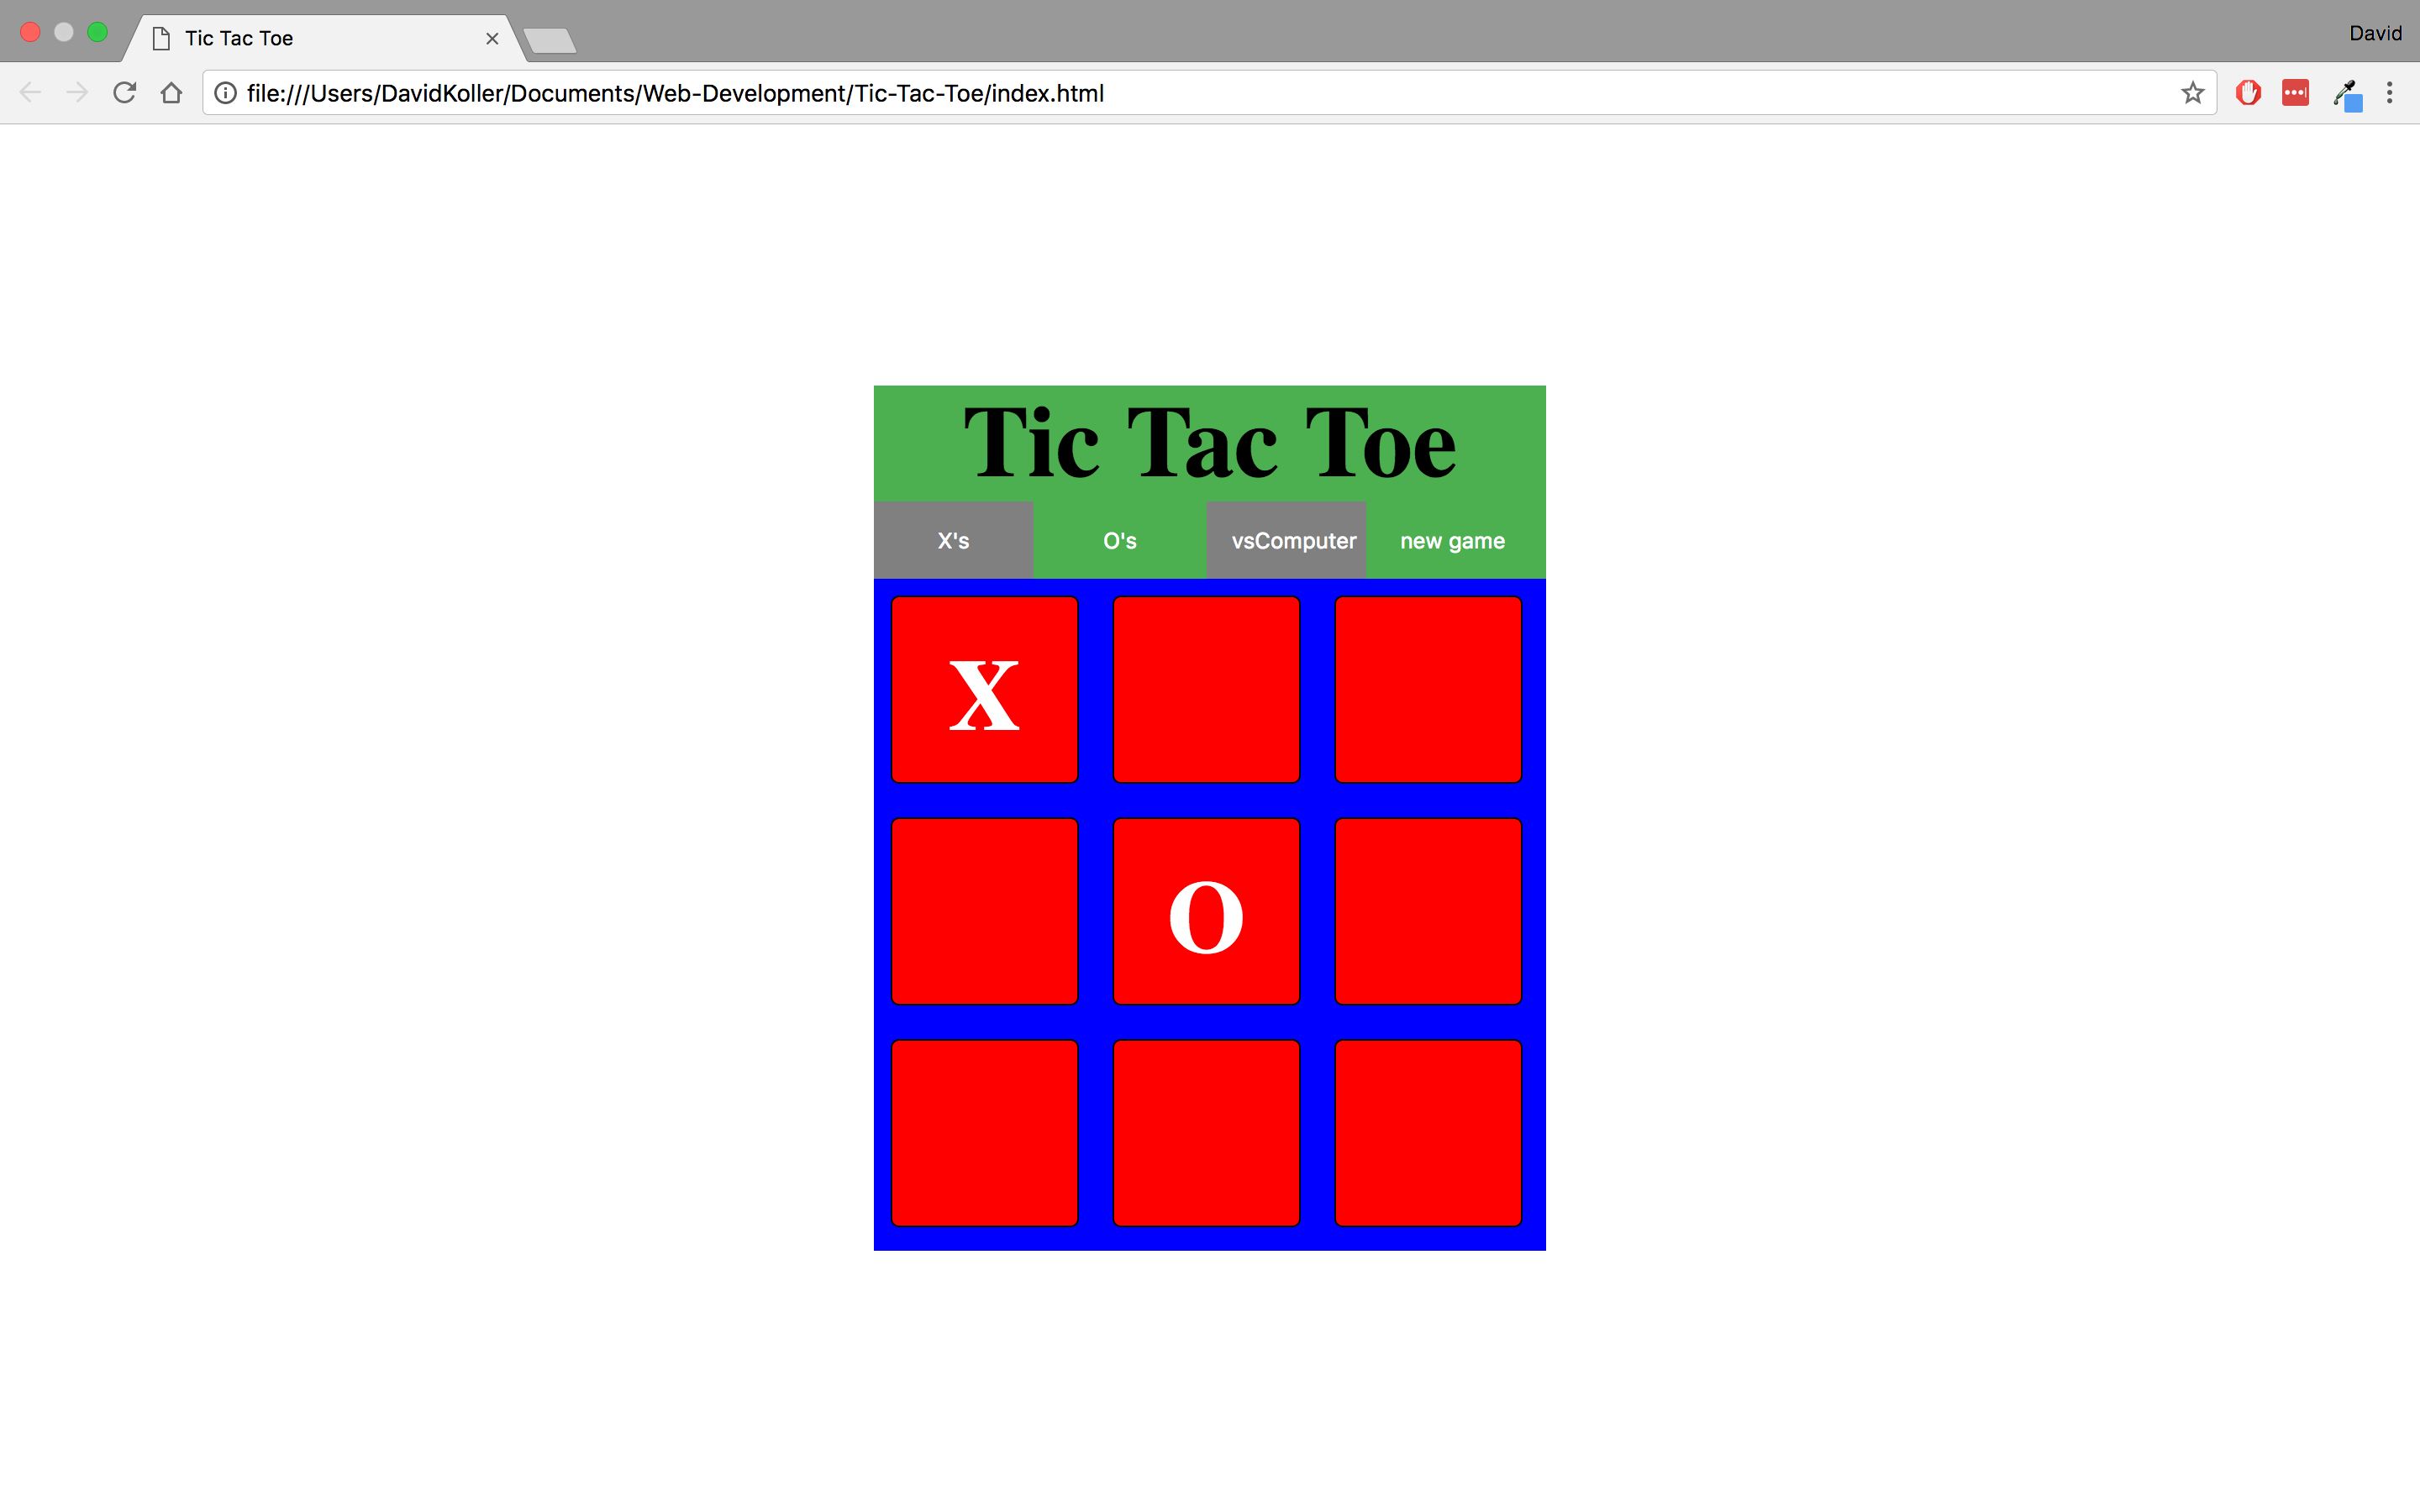 Tic Tac Toe
David
file:///Users/DavidKoller/Documents/Web-Development/Tic-Tac-Toe/index.html
Tic Tac Toe
X's O's vsComputer new game
X
O